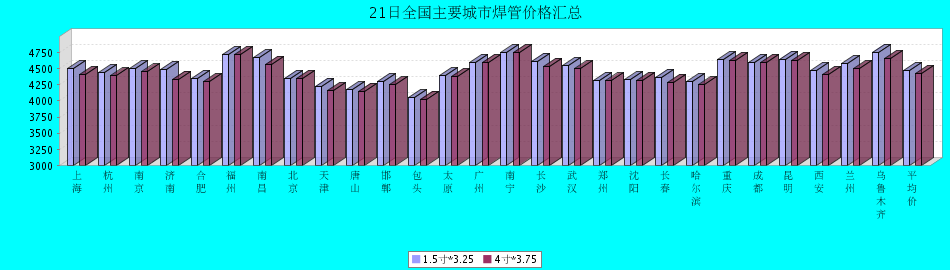 21日全国主要城市焊管价格汇总
4750
4500
4250
4000
3750
3500
3250
3000
上海 杭州 南京 济南 合肥 福州 南昌 北京 天津 唐山 邯郸 包头 太原 广州 南宁 长沙 武汉 郑州 沈阳 长春 哈尔滨 重庆 成都 昆明 西安 兰州 乌鲁木齐 平均价
1.5寸*3.25 4寸*3.75